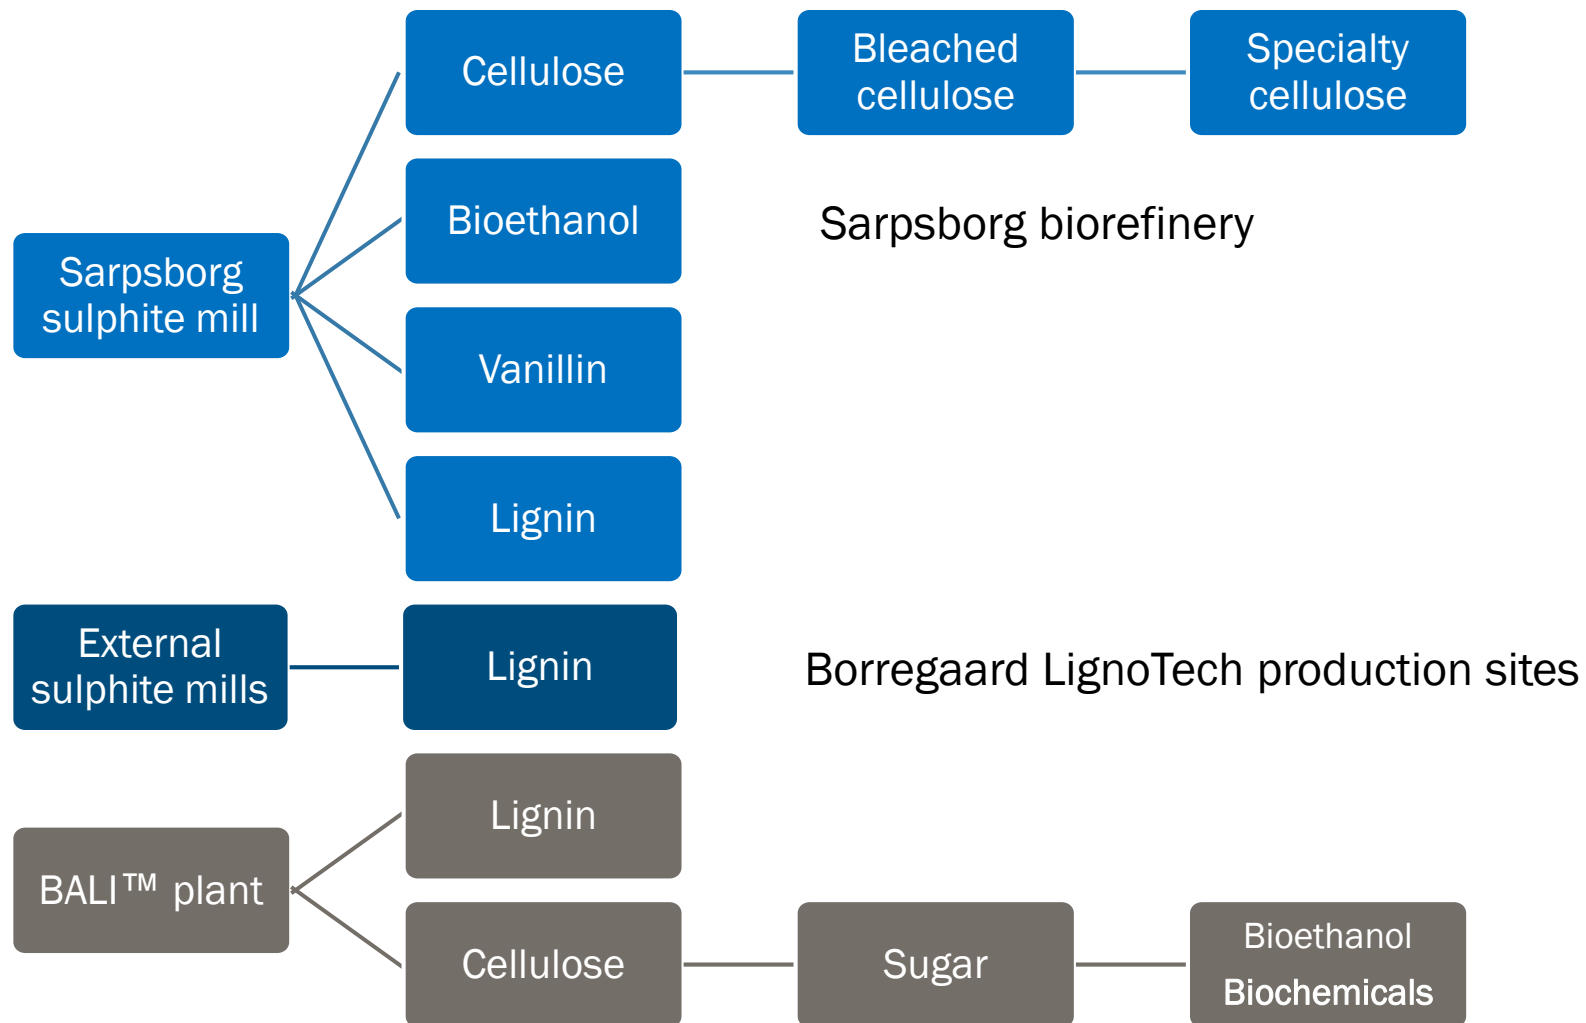 Cellulose
Bleached
cellulose
Specialty
cellulose
Bioethanol
Sarpsborg biorefinery
Sarpsborg
sulphite mill
Vanillin
Lignin
External
sulphite mills
Lignin
Borregaard LignoTech production sites
Lignin
BALI™ plant
Cellulose
Sugar
Bioethanol
Biochemicals